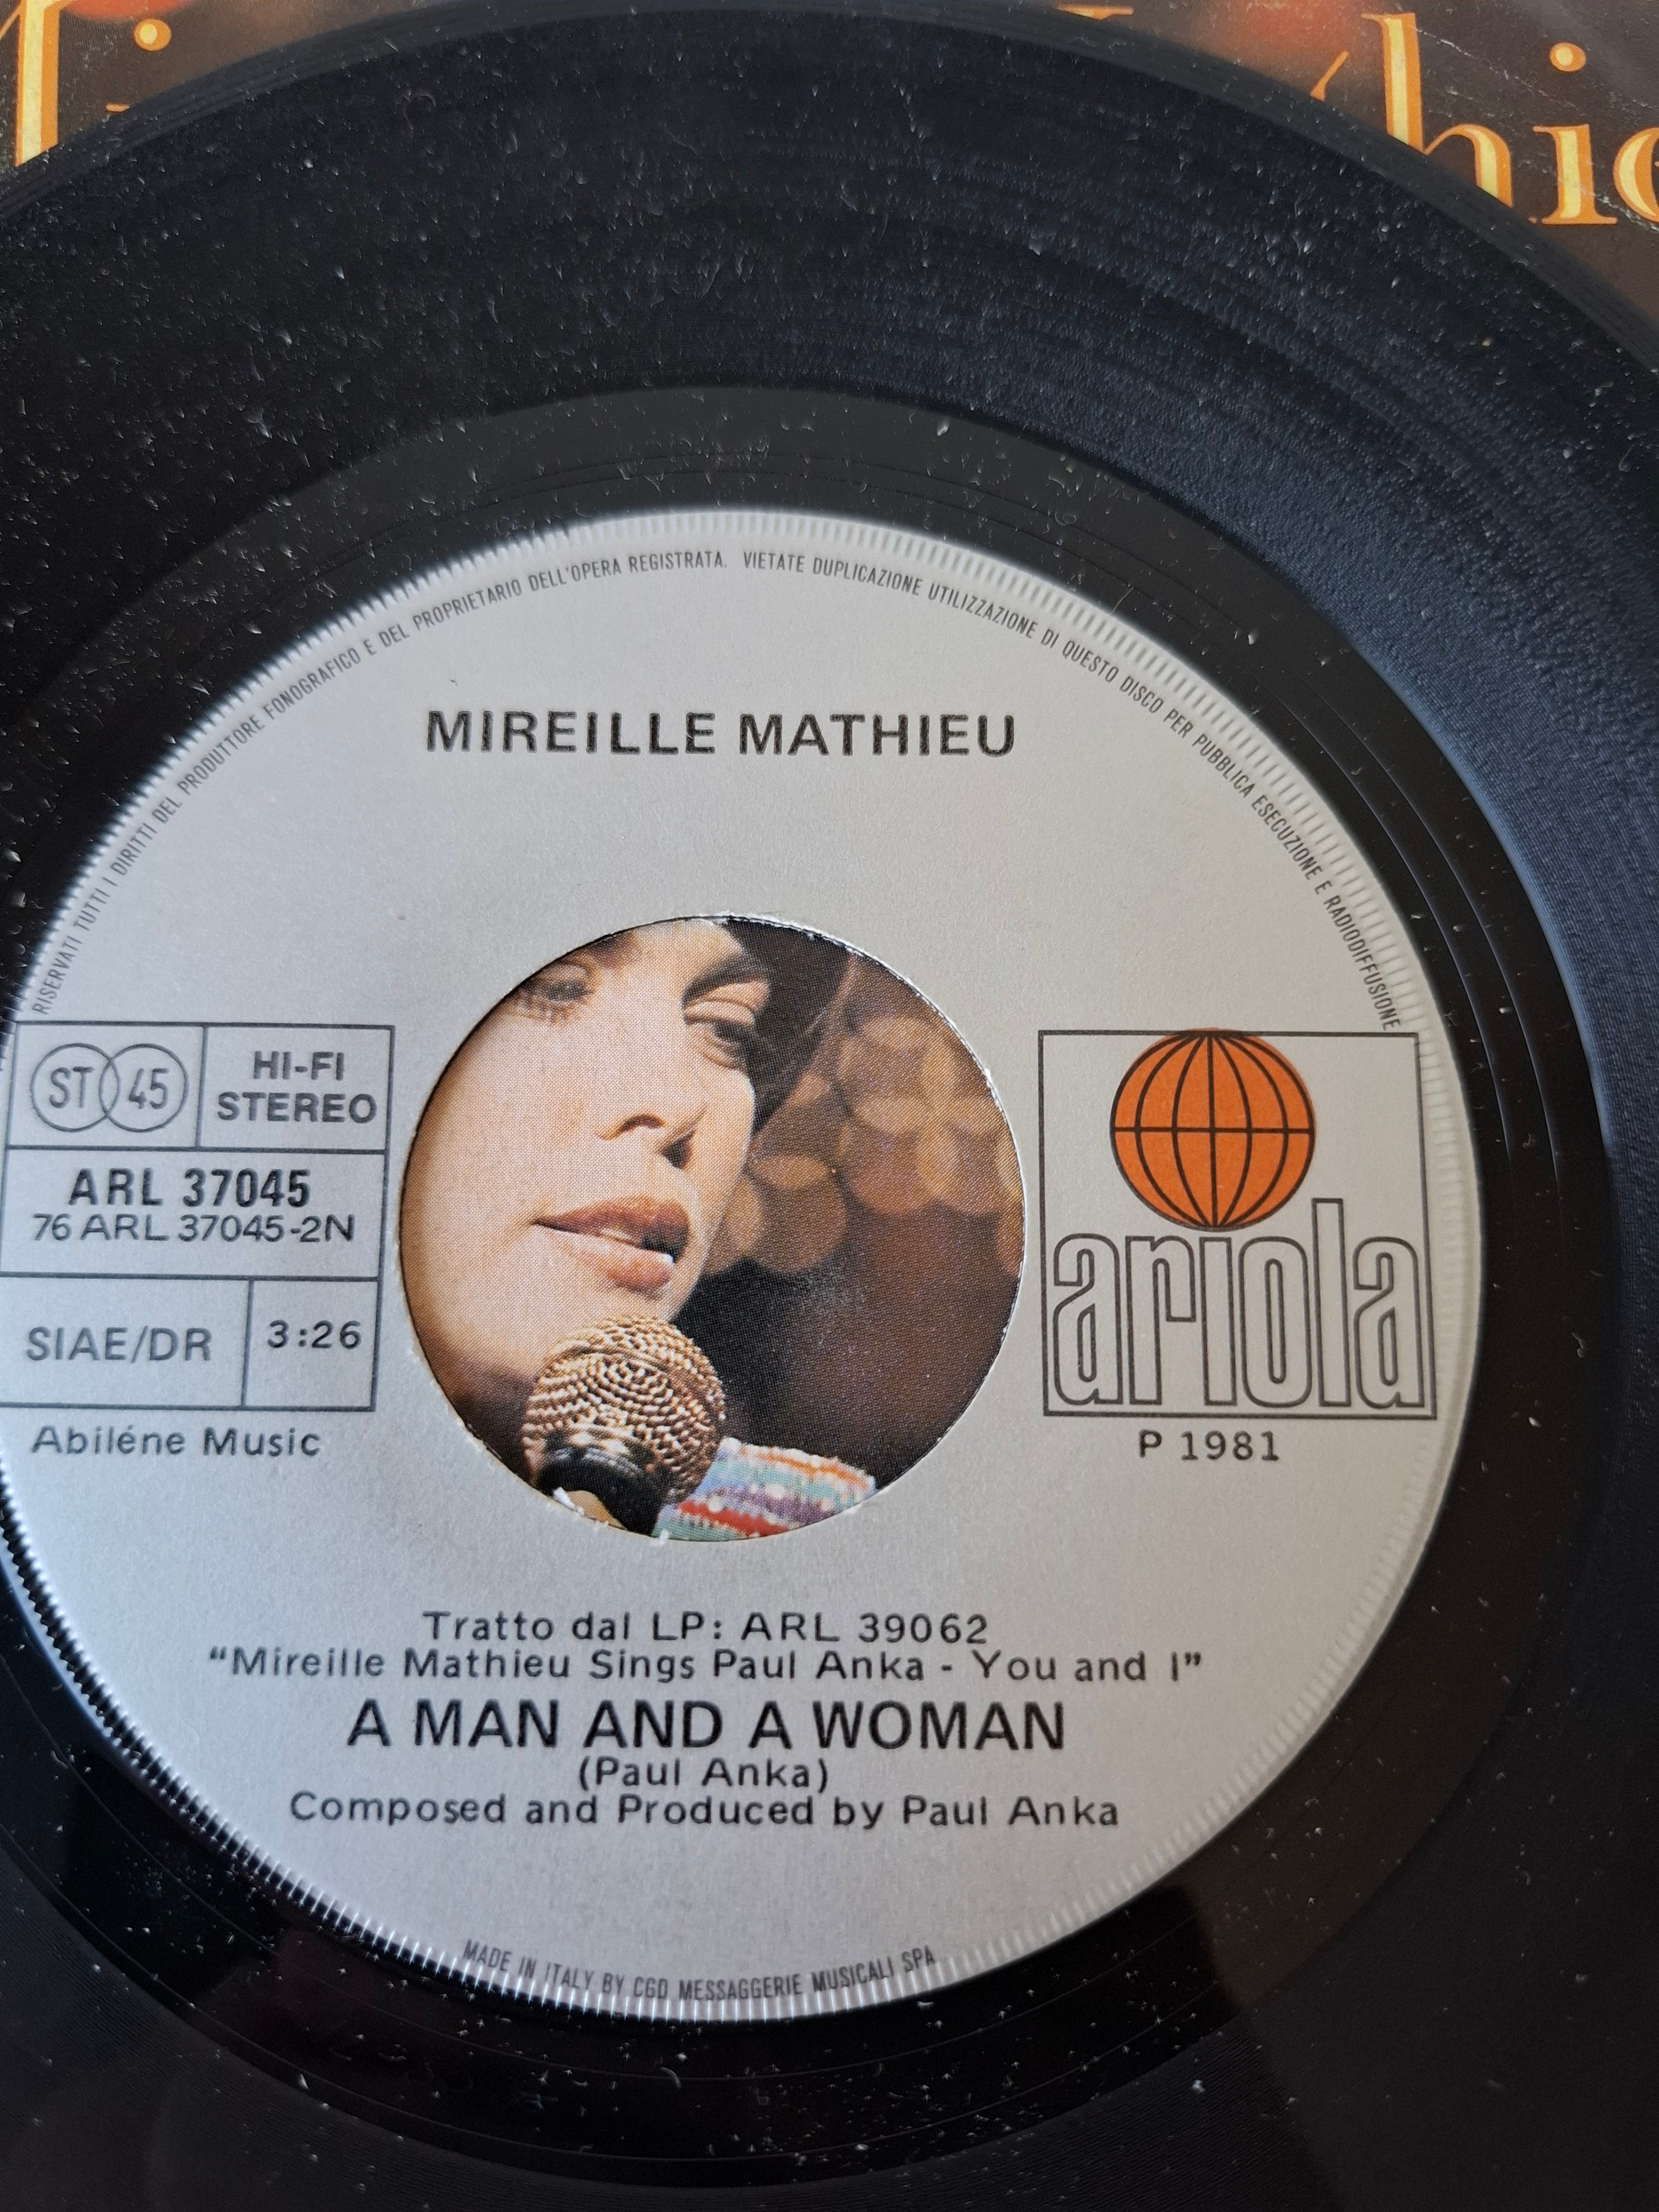 RISERVATI TUTTI I DIRITTI DEL PRODUTTORE FONOGRAFICO E DEL PROPRIETARIO DELL'OPERA REGISTRATA. VIETATE DUPLICAZIONE UTILIZZAZIONE DI QUESTO DISCO PER PUBBLICA ESECUZIONE E RADIODIFFUSIONE
MIREILLE MATHIEU
ST 45
HI-FI
STEREO
ARL 37045
76 ARL 37045-2N
SIAE/DR
3:26
Abiléne Music
ariola
P 1981
Tratto dal LP: ARL 39062
“Mireille Mathieu Sings Paul Anka - You and I”
A MAN AND A WOMAN
(Paul Anka)
Composed and Produced by Paul Anka
MADE IN ITALY BY CGD MESSAGGERIE MUSICALI SPA